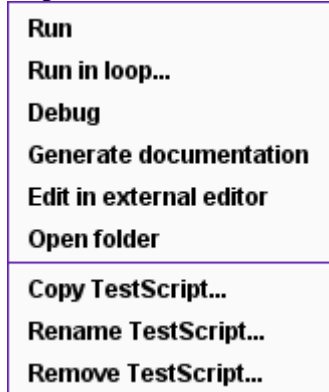 Run
Run in loop...
Debug
Generate documentation
Edit in external editor
Open folder
Copy TestScript...
Rename TestScript...
Remove TestScript...